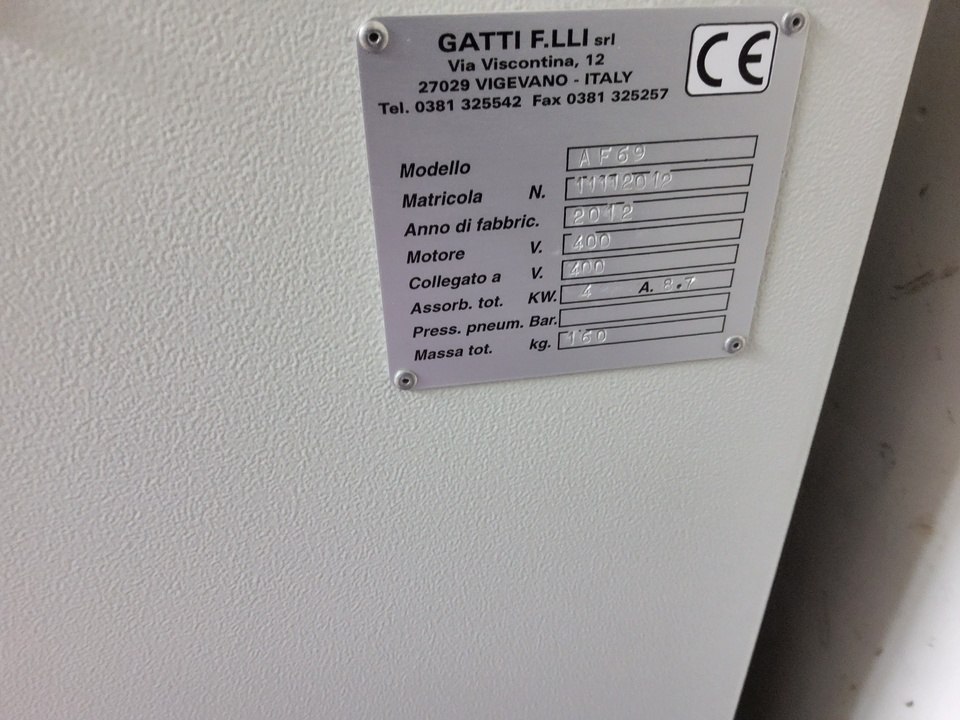 GATTI F.LLI srl
Via Viscontina, 12
27029 VIGEVANO - ITALY
Tel. 0381 325542 Fax 0381 325257
CE
Modello AF69
Matricola N. 11112012
Anno di fabbric. 2012
Motore V. 400
Collegato a V. 400
Assorb. tot. KW. 4 A. 8.7
Press. pneum. Bar.
Massa tot. kg. 160